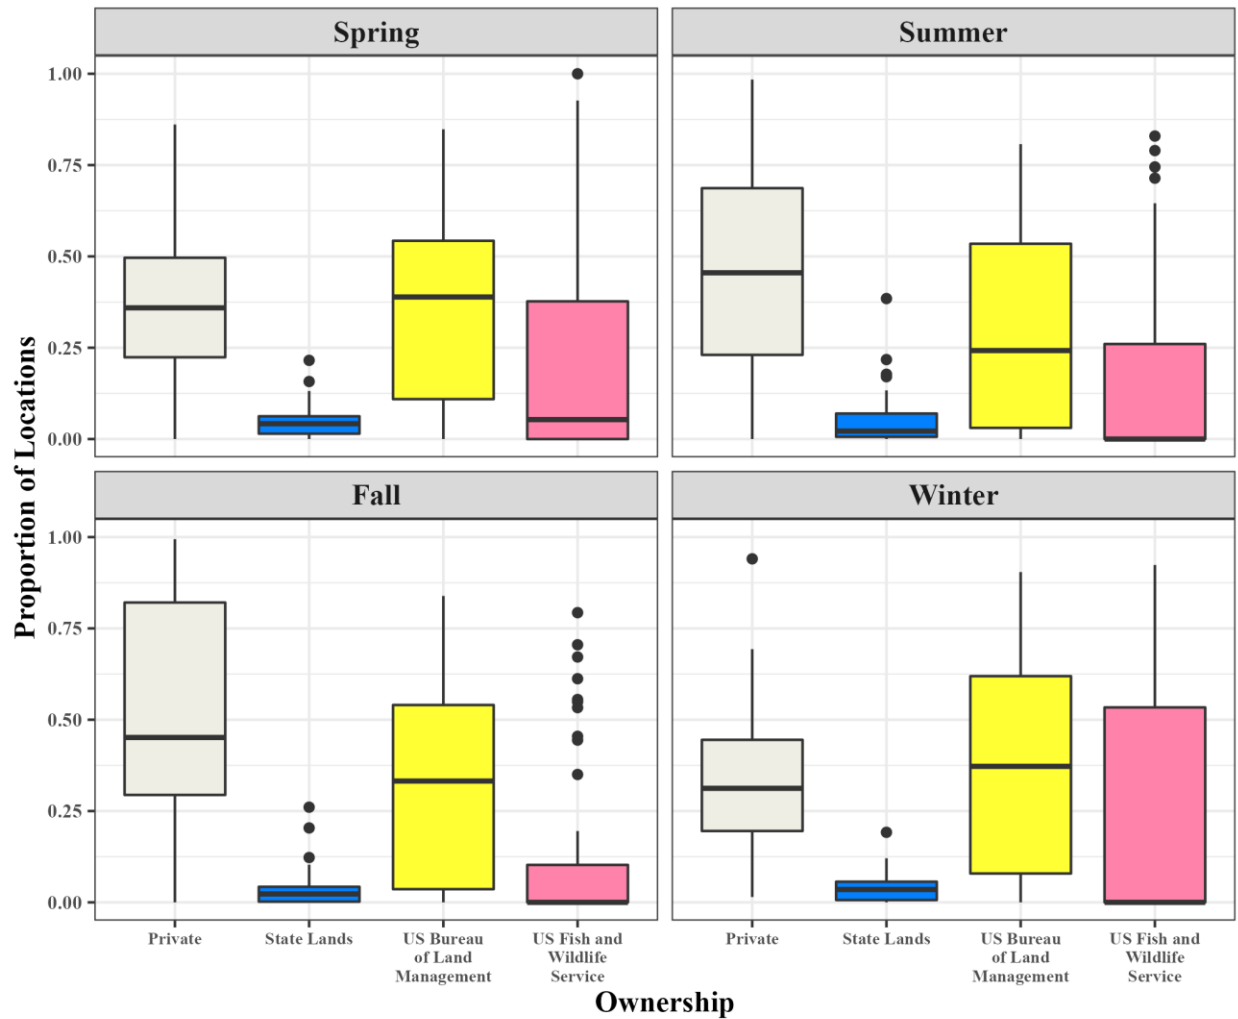 Spring
Summer
1.00
0.75
0.50
0.25
0.00
Proportion of Locations
Fall
Winter
1.00
0.75
0.50
0.25
0.00
Private
State Lands
US Bureau
of Land
Management
US Fish and
Wildlife
Service
Private
State Lands
US Bureau
of Land
Management
US Fish and
Wildlife
Service
Ownership